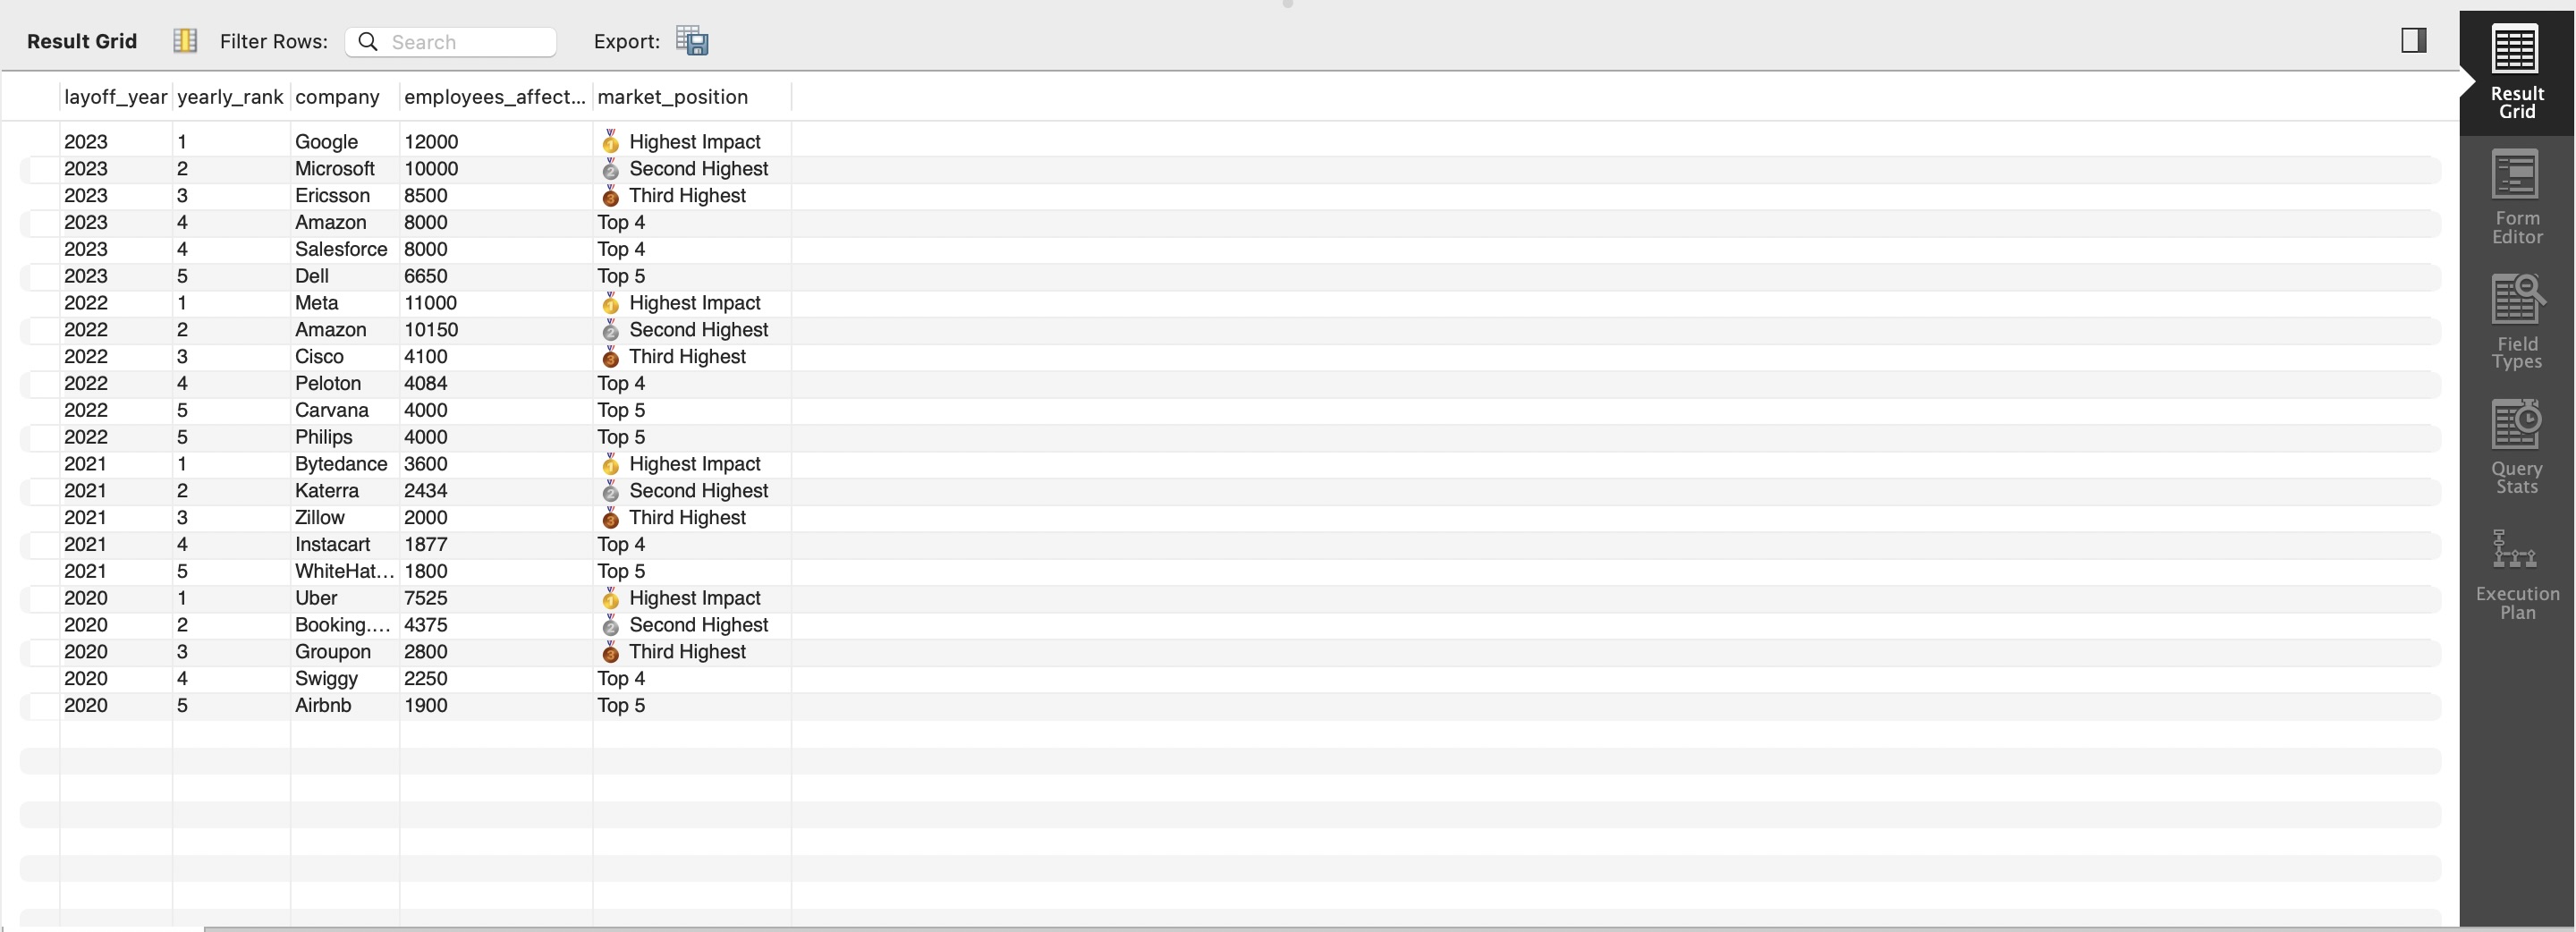 Result Grid Filter Rows: Search Export:
layoff_year yearly_rank company employees_affect... market_position
2023 1 Google 12000 🥇 Highest Impact
2023 2 Microsoft 10000 🥈 Second Highest
2023 3 Ericsson 8500 🥉 Third Highest
2023 4 Amazon 8000 Top 4
2023 4 Salesforce 8000 Top 4
2023 5 Dell 6650 Top 5
2022 1 Meta 11000 🥇 Highest Impact
2022 2 Amazon 10150 🥈 Second Highest
2022 3 Cisco 4100 🥉 Third Highest
2022 4 Peloton 4084 Top 4
2022 5 Carvana 4000 Top 5
2022 5 Philips 4000 Top 5
2021 1 Bytedance 3600 🥇 Highest Impact
2021 2 Katerra 2434 🥈 Second Highest
2021 3 Zillow 2000 🥉 Third Highest
2021 4 Instacart 1877 Top 4
2021 5 WhiteHat... 1800 Top 5
2020 1 Uber 7525 🥇 Highest Impact
2020 2 Booking.... 4375 🥈 Second Highest
2020 3 Groupon 2800 🥉 Third Highest
2020 4 Swiggy 2250 Top 4
2020 5 Airbnb 1900 Top 5
Result
Grid
Form
Editor
Field
Types
Query
Stats
Execution
Plan